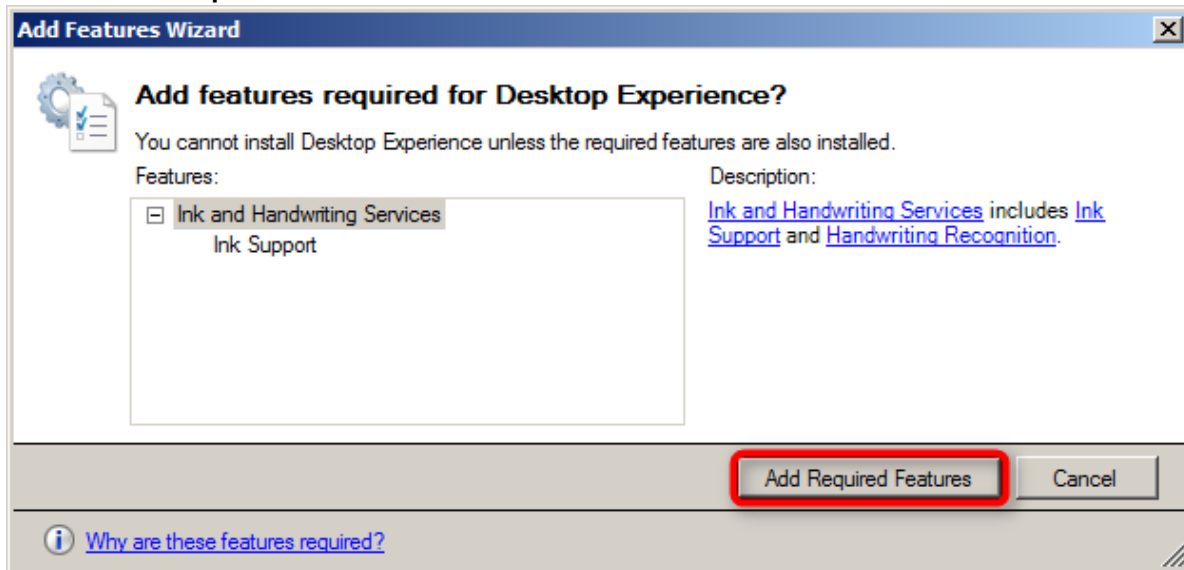 Add Features Wizard
Add features required for Desktop Experience?
You cannot install Desktop Experience unless the required features are also installed.
Features:
Ink and Handwriting Services
Ink Support
Description:
Ink and Handwriting Services includes Ink
Support and Handwriting Recognition.
Add Required Features
Cancel
Why are these features required?